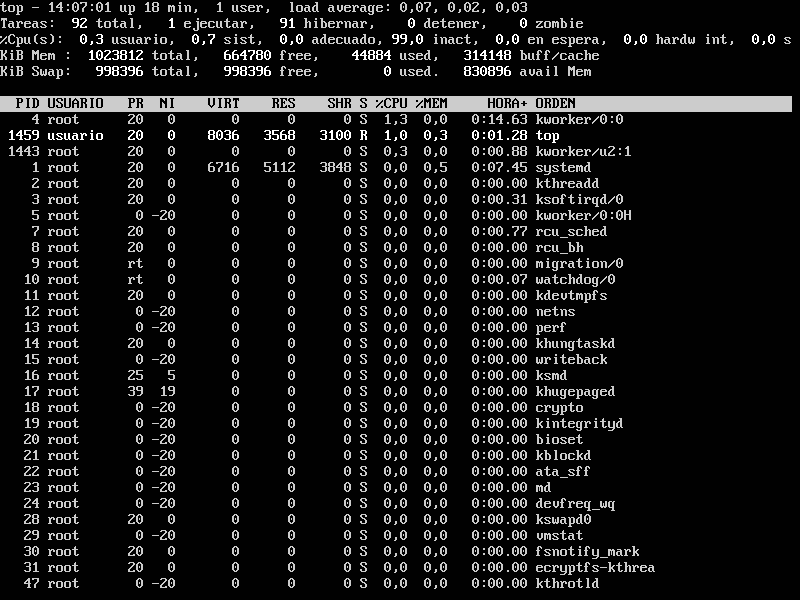 top - 14:07:01 up 18 min,  1 user,  load average: 0,07, 0,02, 0,03
Tareas:  92 total,   1 ejecutar,  91 hibernar,   0 detener,   0 zombie
%Cpu(s):  0,3 usuario,  0,7 sist,  0,0 adecuado, 99,0 inact,  0,0 en espera,  0,0 hardw int,  0,0 s
KiB Mem :  1023812 total,   664780 free,    44884 used,   314148 buff/cache
KiB Swap:   998396 total,   998396 free,        0 used.   830896 avail Mem
PID USUARIO   PR  NI    VIRT    RES    SHR S %CPU %MEM     HORA+ ORDEN
4 root      20   0       0      0      0 S  1,3  0,0   0:14.63 kworker/0:0
1459 usuario   20   0    8036   3568   3100 R  1,0  0,3   0:01.28 top
1443 root      20   0       0      0      0 S  0,3  0,0   0:00.88 kworker/u2:1
1 root      20   0    6716   5112   3848 S  0,0  0,5   0:07.45 systemd
2 root      20   0       0      0      0 S  0,0  0,0   0:00.00 kthreadd
3 root      20   0       0      0      0 S  0,0  0,0   0:00.31 ksoftirqd/0
5 root       0 -20       0      0      0 S  0,0  0,0   0:00.00 kworker/0:0H
7 root      20   0       0      0      0 S  0,0  0,0   0:00.77 rcu_sched
8 root      20   0       0      0      0 S  0,0  0,0   0:00.00 rcu_bh
9 root      rt   0       0      0      0 S  0,0  0,0   0:00.00 migration/0
10 root      rt   0       0      0      0 S  0,0  0,0   0:00.07 watchdog/0
11 root      20   0       0      0      0 S  0,0  0,0   0:00.00 kdevtmpfs
12 root       0 -20       0      0      0 S  0,0  0,0   0:00.00 netns
13 root       0 -20       0      0      0 S  0,0  0,0   0:00.00 perf
14 root      20   0       0      0      0 S  0,0  0,0   0:00.00 khungtaskd
15 root       0 -20       0      0      0 S  0,0  0,0   0:00.00 writeback
16 root      25   5       0      0      0 S  0,0  0,0   0:00.00 ksmd
17 root      39  19       0      0      0 S  0,0  0,0   0:00.00 khugepaged
18 root       0 -20       0      0      0 S  0,0  0,0   0:00.00 crypto
19 root       0 -20       0      0      0 S  0,0  0,0   0:00.00 kintegrityd
20 root       0 -20       0      0      0 S  0,0  0,0   0:00.00 bioset
21 root       0 -20       0      0      0 S  0,0  0,0   0:00.00 kblockd
22 root       0 -20       0      0      0 S  0,0  0,0   0:00.00 ata_sff
23 root       0 -20       0      0      0 S  0,0  0,0   0:00.00 md
24 root       0 -20       0      0      0 S  0,0  0,0   0:00.00 devfreq_wq
28 root      20   0       0      0      0 S  0,0  0,0   0:00.00 kswapd0
29 root       0 -20       0      0      0 S  0,0  0,0   0:00.00 vmstat
30 root      20   0       0      0      0 S  0,0  0,0   0:00.00 fsnotify_mark
31 root      20   0       0      0      0 S  0,0  0,0   0:00.00 ecryptfs-kthrea
47 root       0 -20       0      0      0 S  0,0  0,0   0:00.00 kthrotld